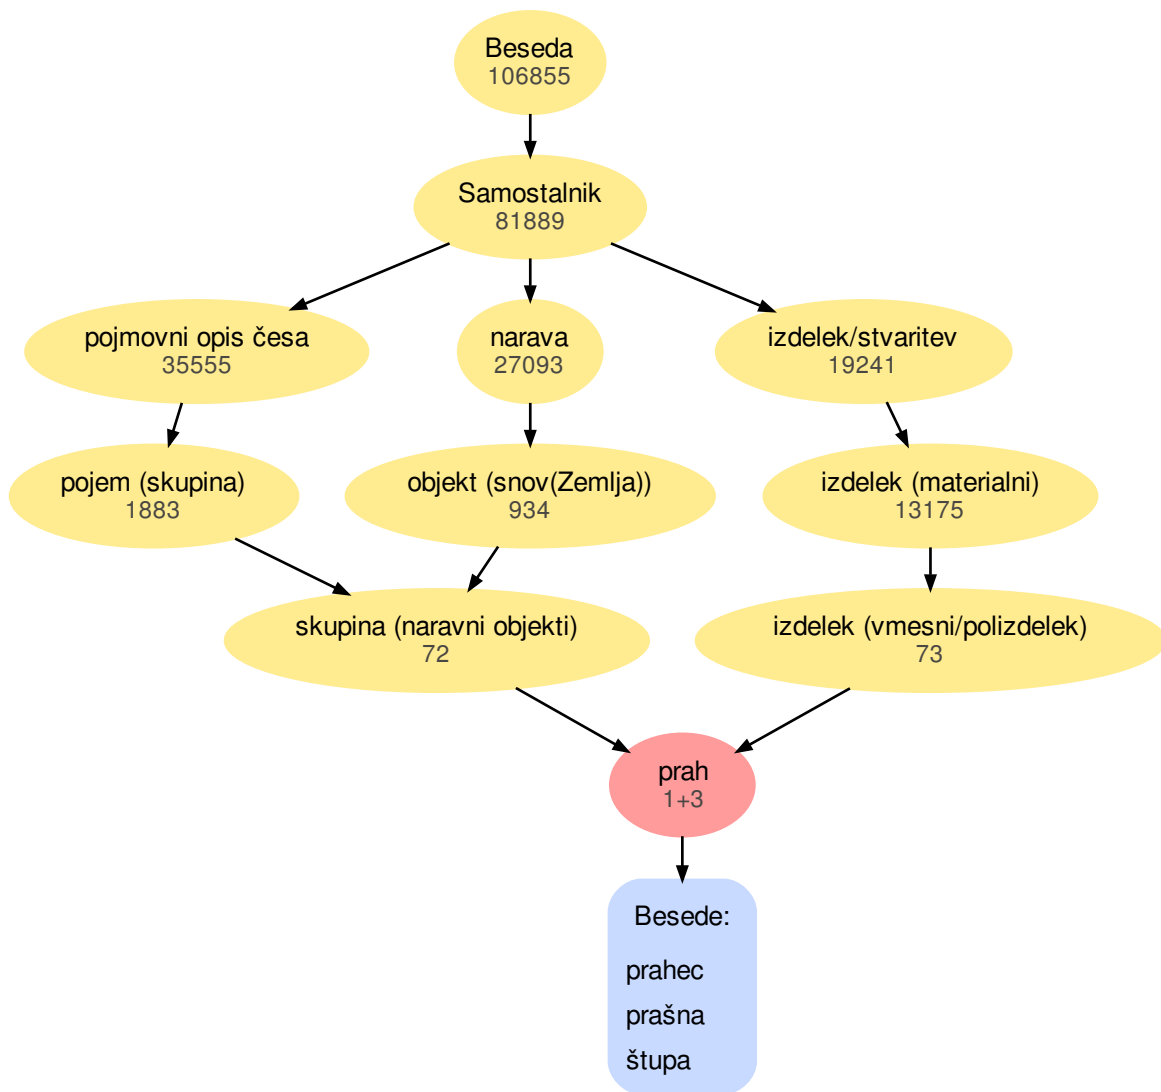 Beseda
106855
Samostalnik
81889
pojmovni opis česa
35555
narava
27093
izdelek/stvaritev
19241
pojem (skupina)
1883
objekt (snov(Zemlja))
934
izdelek (materialni)
13175
skupina (naravni objekti)
72
izdelek (vmesni/polizdelek)
73
prah
1+3
Besede:
prahec
prašna
štupa